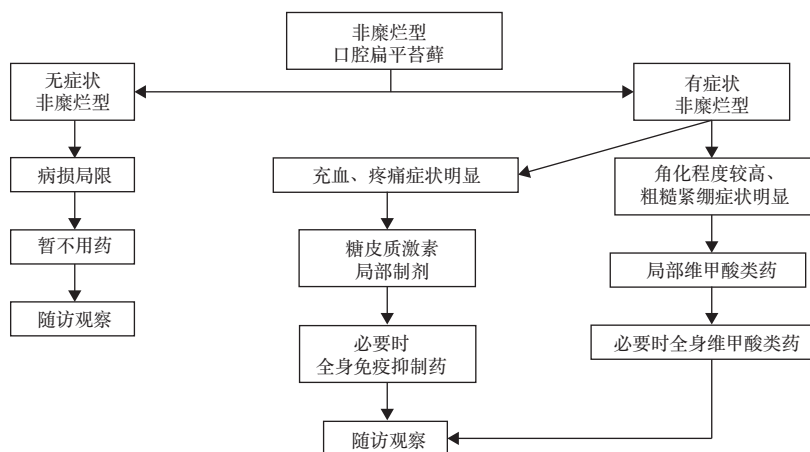 非糜烂型
口腔扁平苔藓
无症状
非糜烂型
有症状
非糜烂型
病损局限
充血、疼痛症状明显
角化程度较高、
粗糙紧绷症状明显
暂不用药
糖皮质激素
局部制剂
局部维甲酸类药
随访观察
必要时
全身免疫抑制药
必要时全身维甲酸类药
随访观察